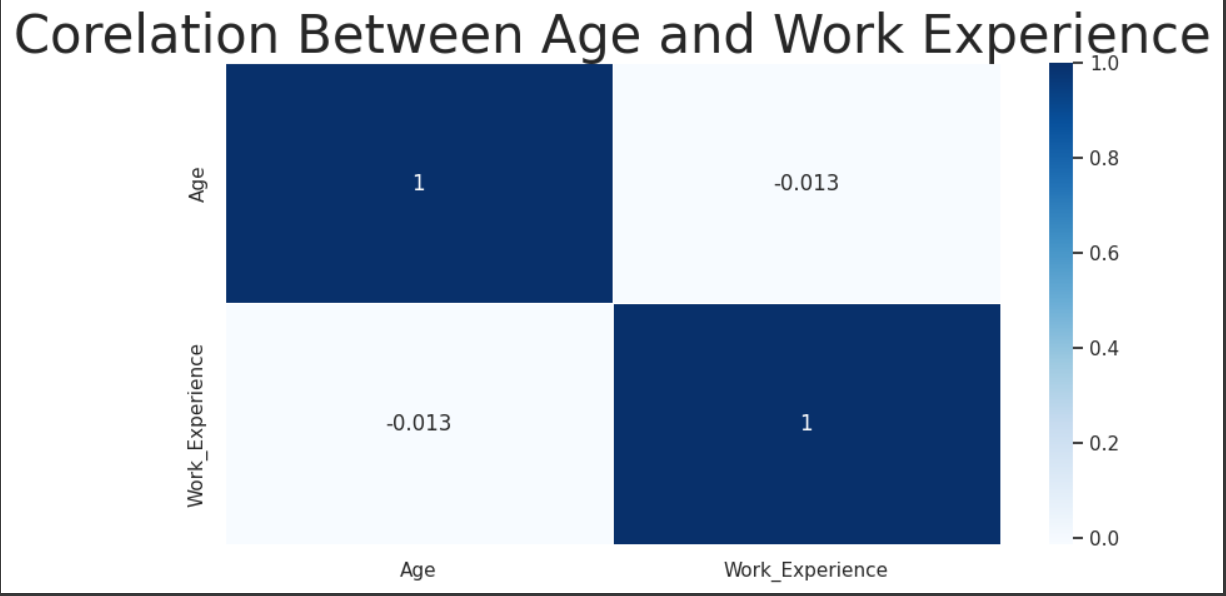 Corelation Between Age and Work Experience
1.0
Age
1
-0.013
0.8
0.6
0.4
Work_Experience
-0.013
1
0.2
0.0
Age
Work_Experience